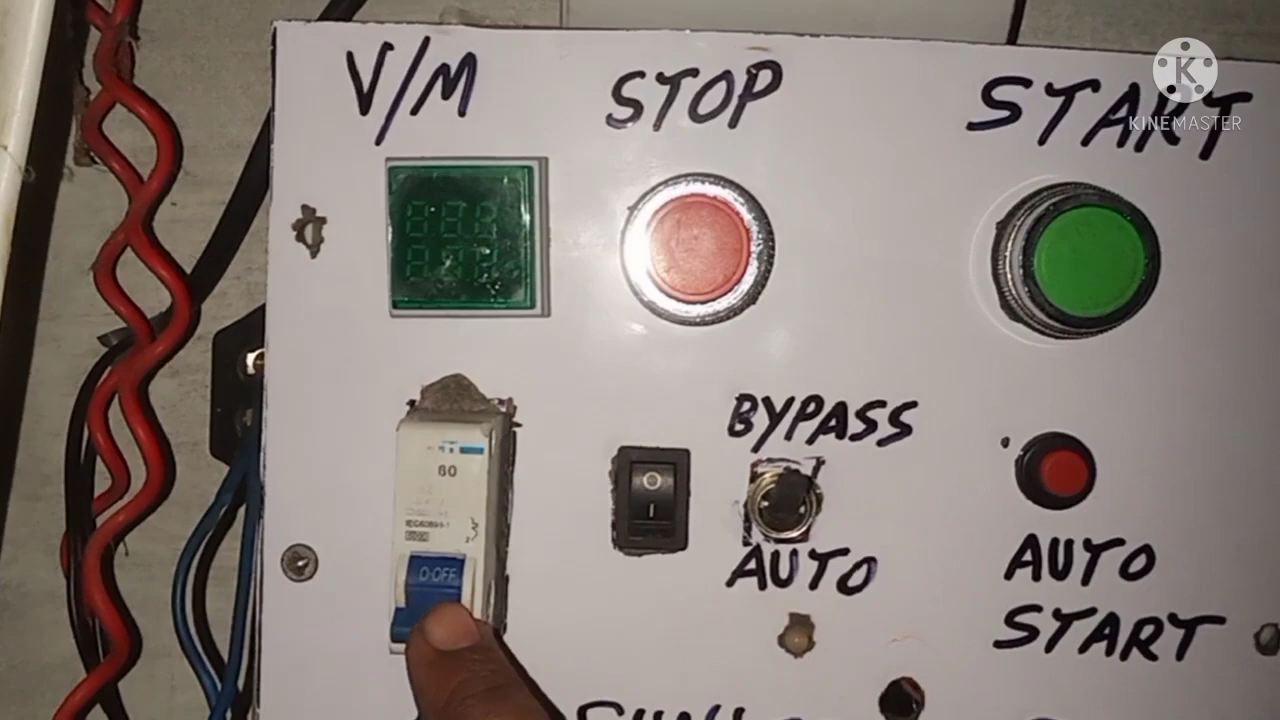 V/M
STOP
START
KINEMASTER
60
BYPASS
O-OFF
AUTO
AUTO
START